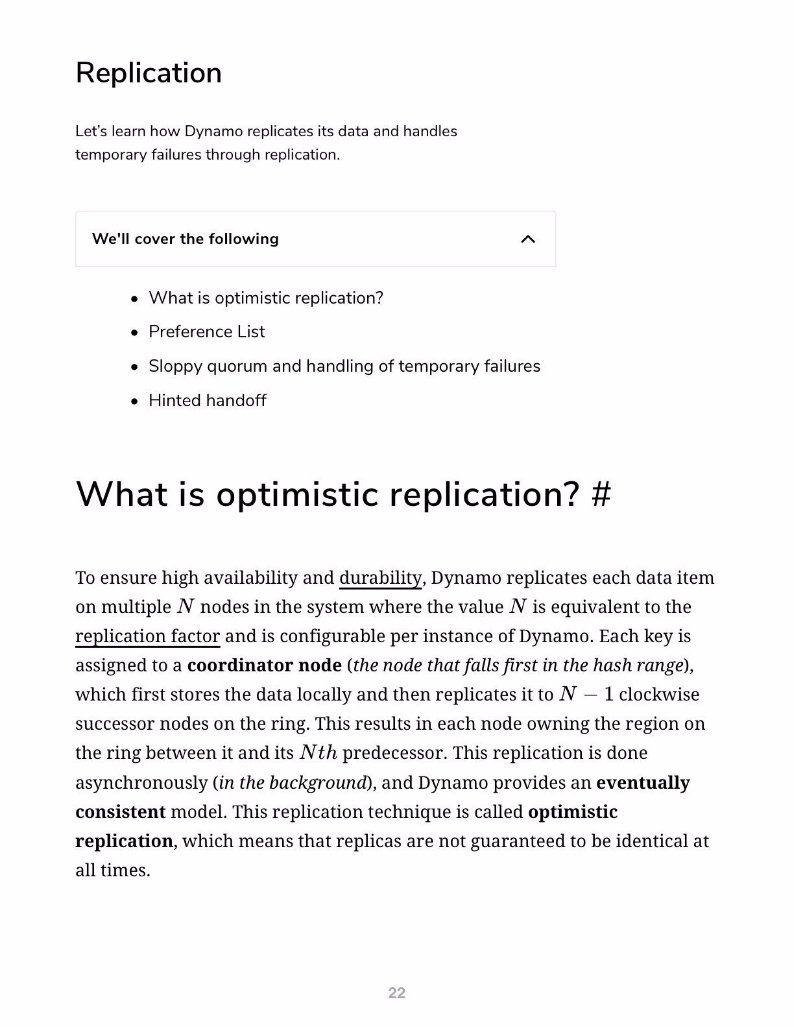 Replication
Let's learn how Dynamo replicates its data and handles
temporary failures through replication.
We'll cover the following
• What is optimistic replication?
• Preference List
• Sloppy quorum and handling of temporary failures
• Hinted handoff
What is optimistic replication? #
To ensure high availability and durability, Dynamo replicates each data item
on multiple N nodes in the system where the value N is equivalent to the
replication factor and is configurable per instance of Dynamo. Each key is
assigned to a coordinator node (the node that falls first in the hash range),
which first stores the data locally and then replicates it to N − 1 clockwise
successor nodes on the ring. This results in each node owning the region on
the ring between it and its Nth predecessor. This replication is done
asynchronously (in the background), and Dynamo provides an eventually
consistent model. This replication technique is called optimistic
replication, which means that replicas are not guaranteed to be identical at
all times.
22